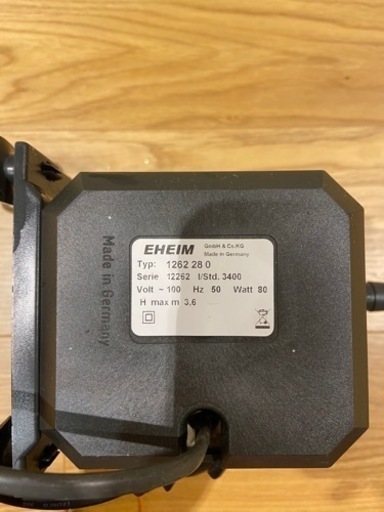 EHEIM GmbH & Co.KG
Made in Germany
Typ: 1262 28 0
Serie 12262 l/Std. 3400
Volt ~ 100 Hz 50 Watt 80
H max m 3.6
Made in Germany